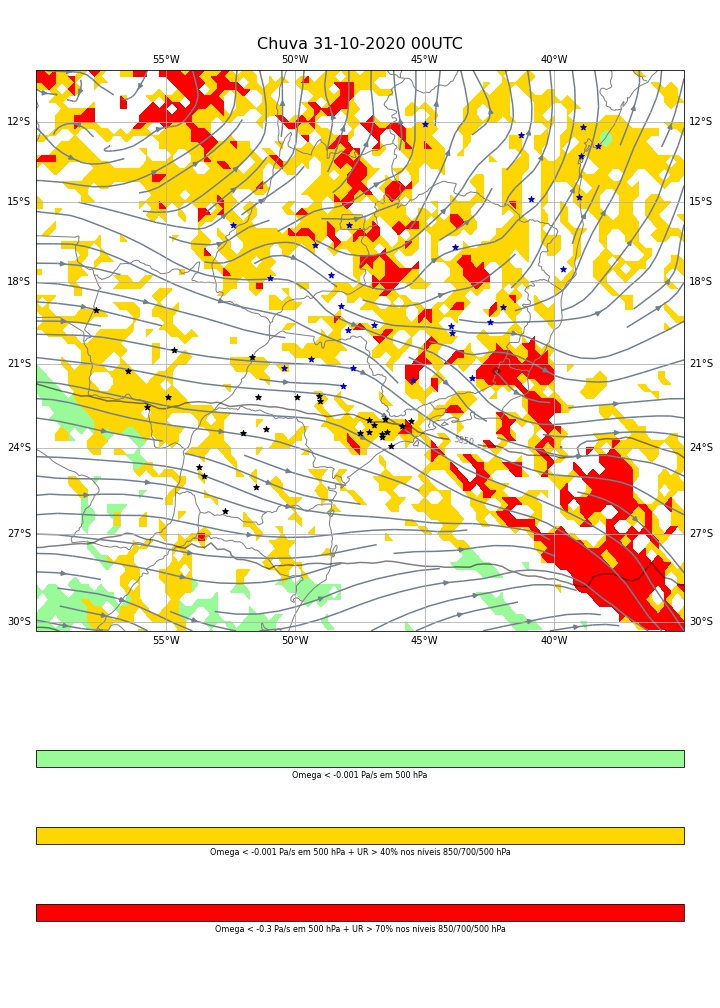 Chuva 31-10-2020 00UTC
55°W 50°W 45°W 40°W
12°S 12°S
15°S 15°S
18°S 18°S
21°S 21°S
24°S 24°S
27°S 27°S
30°S 30°S
5850
55°W 50°W 45°W 40°W
Omega < -0.001 Pa/s em 500 hPa
Omega < -0.001 Pa/s em 500 hPa + UR > 40% nos níveis 850/700/500 hPa
Omega < -0.3 Pa/s em 500 hPa + UR > 70% nos níveis 850/700/500 hPa